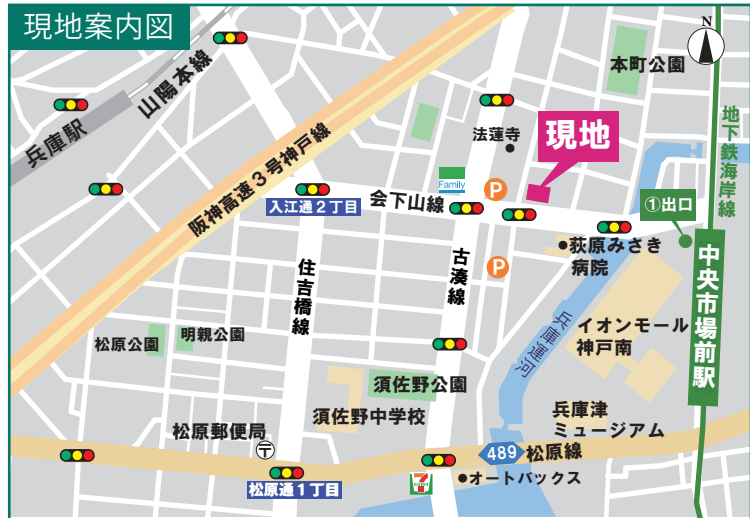 現地案内図
N
本町公園
山陽本線
兵庫駅
阪神高速3号神戸線
法蓮寺
現地
地下鉄海岸線
Family
P
入江通2丁目
会下山線
①出口
荻原みさき
病院
P
住吉橋線
古湊線
中央市場前駅
兵庫運河
イオンモール
神戸南
松原公園
明親公園
須佐野公園
須佐野中学校
兵庫津
ミュージアム
松原郵便局
〒
489
松原線
松原通1丁目
7
オートバックス